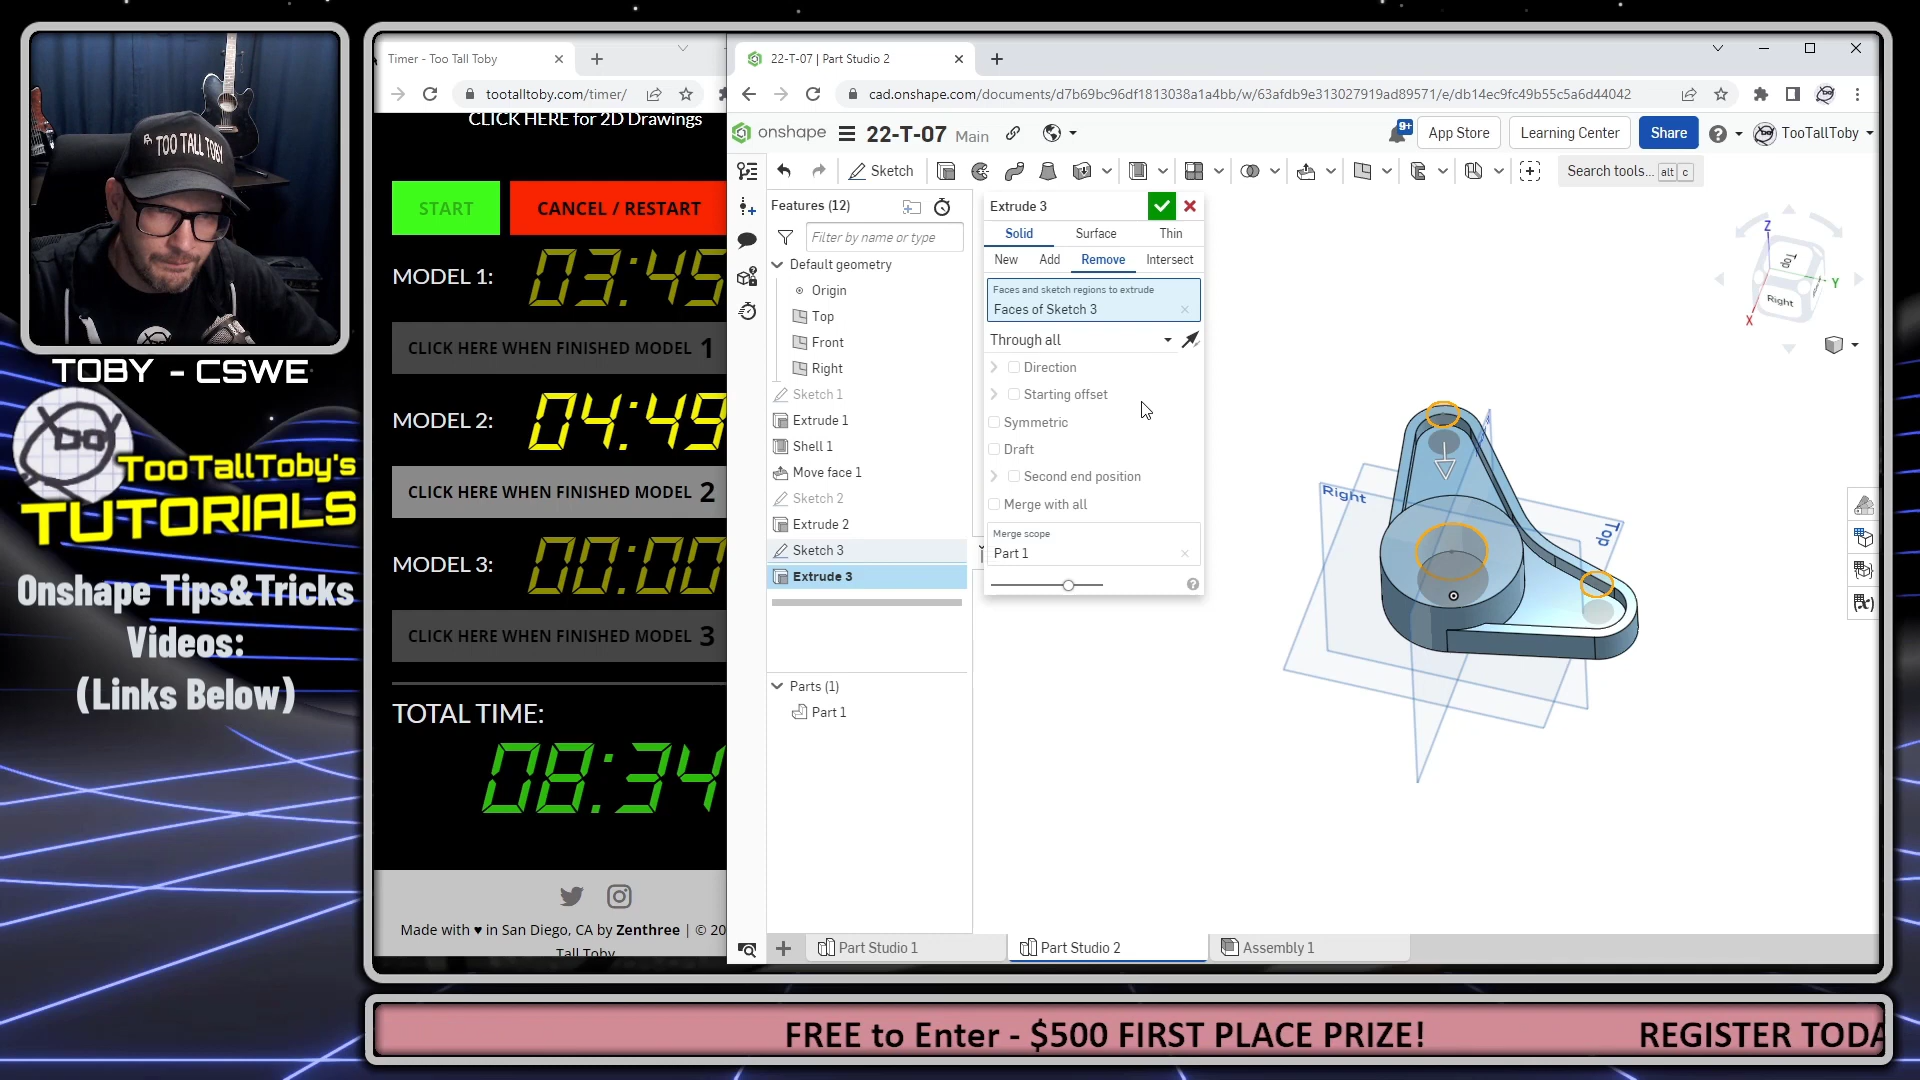 TOO TALL TOBY
TOBY - CSWE
TooTallToby's
TUTORIALS
Onshape Tips&Tricks
Videos:
(Links Below)
Timer - Too Tall Toby
tootalltoby.com/timer/
CLICK HERE for 2D Drawings
START
CANCEL / RESTART
MODEL 1:
03:45
CLICK HERE WHEN FINISHED MODEL 1
MODEL 2:
04:49
CLICK HERE WHEN FINISHED MODEL 2
MODEL 3:
00:00
CLICK HERE WHEN FINISHED MODEL 3
TOTAL TIME:
08:34
Made with ♥ in San Diego, CA by Zenthree | © 20
Tall Toby
22-T-07 | Part Studio 2
cad.onshape.com/documents/d7b69bc96df1813038a1a4bb/w/63afdb9e313027919ad89571/e/db14ec9fc49b55c5a6d44042
onshape
22-T-07 Main
9+
App Store
Learning Center
Share
TooTallToby
Sketch
Search tools...
alt
c
Features (12)
Filter by name or type
Default geometry
Origin
Top
Front
Right
Sketch 1
Extrude 1
Shell 1
Move face 1
Sketch 2
Extrude 2
Sketch 3
Extrude 3
Parts (1)
Part 1
Extrude 3
Solid
Surface
Thin
New
Add
Remove
Intersect
Faces and sketch regions to extrude
Faces of Sketch 3
Through all
Direction
Starting offset
Symmetric
Draft
Second end position
Merge with all
Merge scope
Part 1
Right
Top
Z
Top
Y
Right
X
Part Studio 1
Part Studio 2
Assembly 1
FREE to Enter - $500 FIRST PLACE PRIZE!
REGISTER TODA